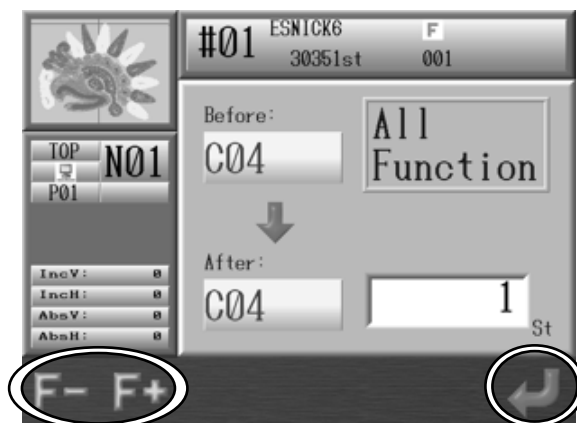 #01 ESNICK6 F
30351st 001
Before:
C04
All
Function
TOP N01
P01
After:
C04
1
St
IncV: 0
IncH: 0
AbsV: 0
AbsH: 0
F- F+